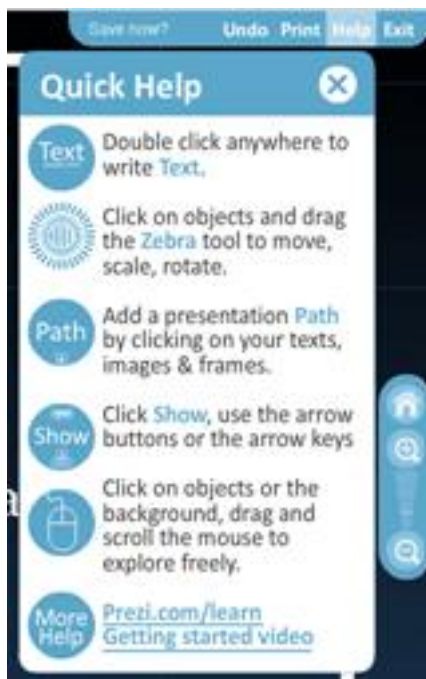 Save now? Undo Print Help Exit
Quick Help
Text Double click anywhere to
write Text.
Click on objects and drag
the Zebra tool to move,
scale, rotate.
Path Add a presentation Path
by clicking on your texts,
images & frames.
Show Click Show, use the arrow
buttons or the arrow keys
Click on objects or the
background, drag and
scroll the mouse to
explore freely.
More Help Prezi.com/learn
Getting started video